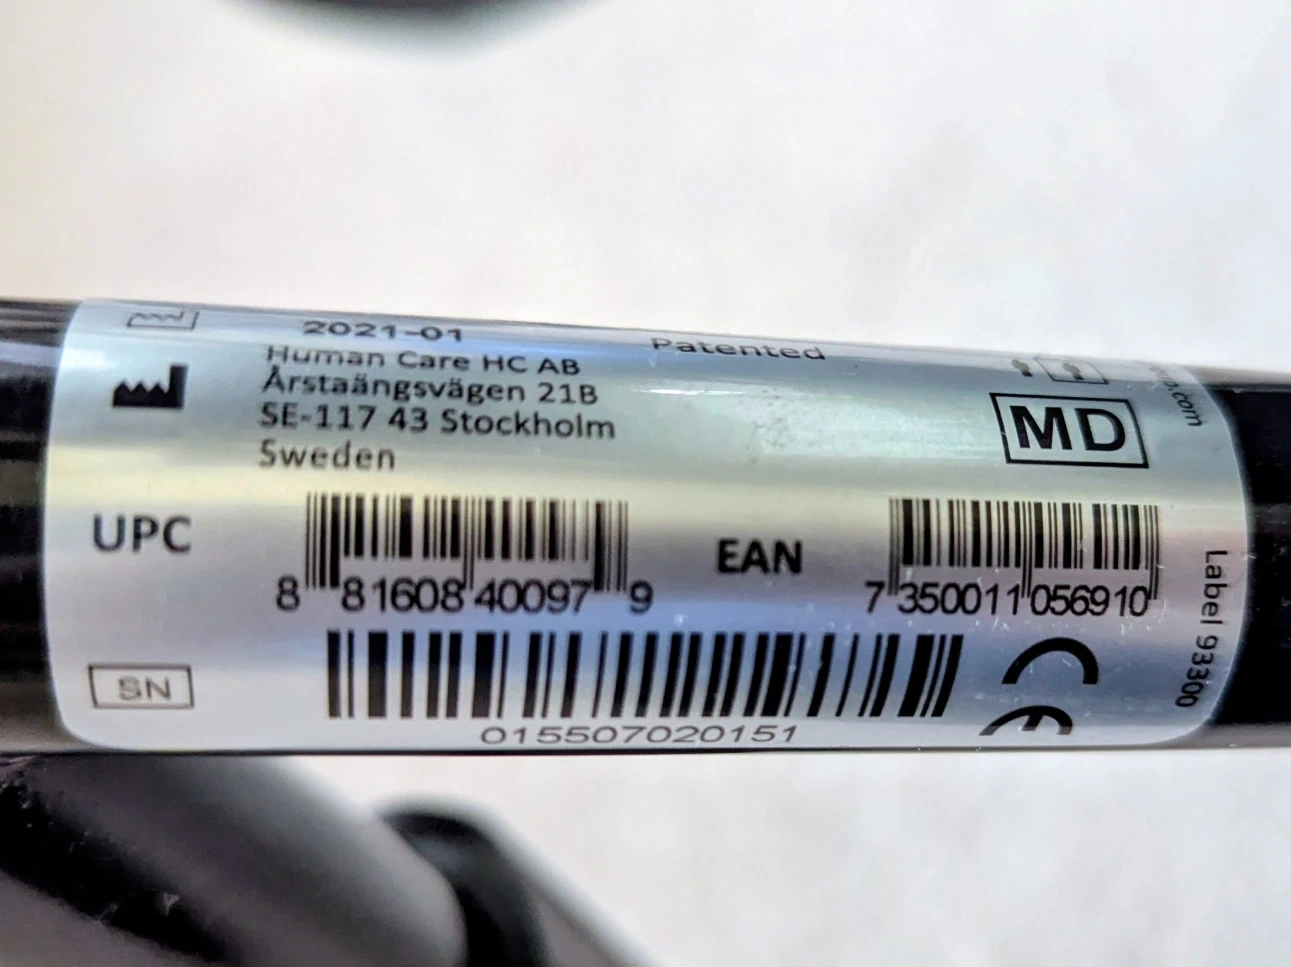 2021-01
Patented
Human Care HC AB
Årstaängsvägen 21B
SE-117 43 Stockholm
Sweden
MD
UPC
8 81608 40097 9
EAN
7 350011 056910
SN
015507020151
CE
Label 93300